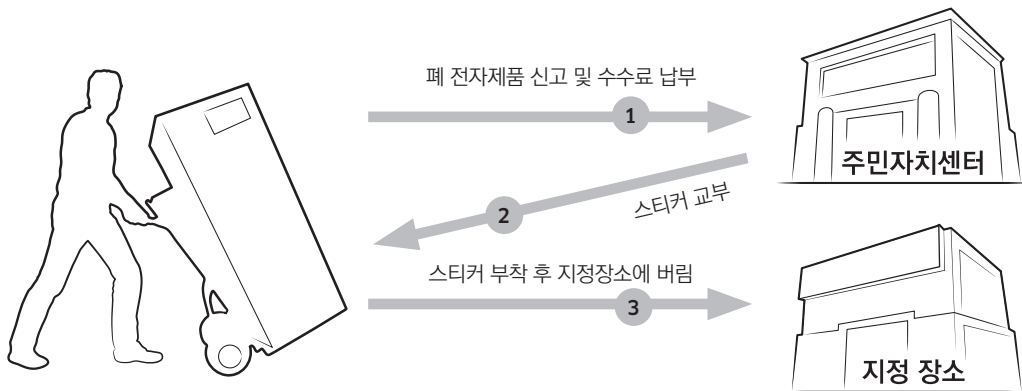 폐 전자제품 신고 및 수수료 납부
1
주민자치센터
2
스티커 교부
스티커 부착 후 지정장소에 버림
3
지정 장소